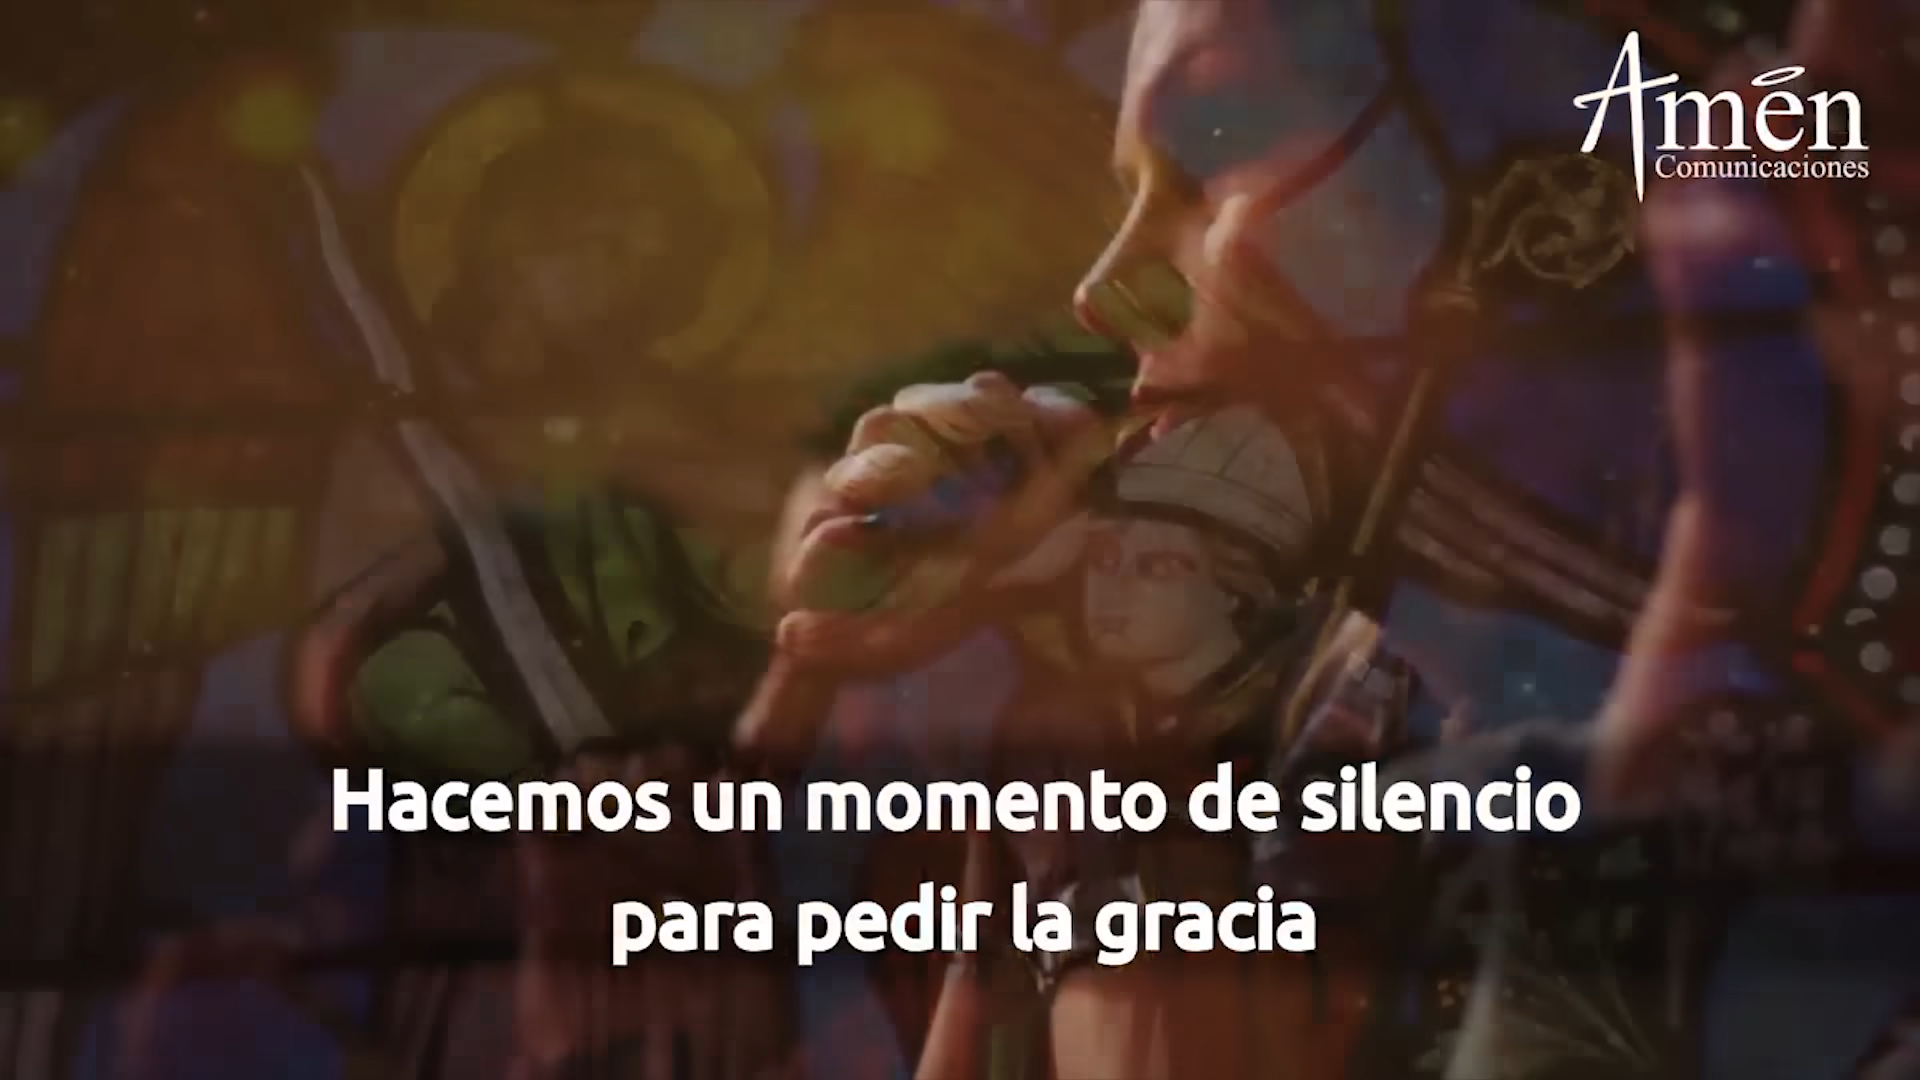 Amén
Comunicaciones
Hacemos un momento de silencio
para pedir la gracia